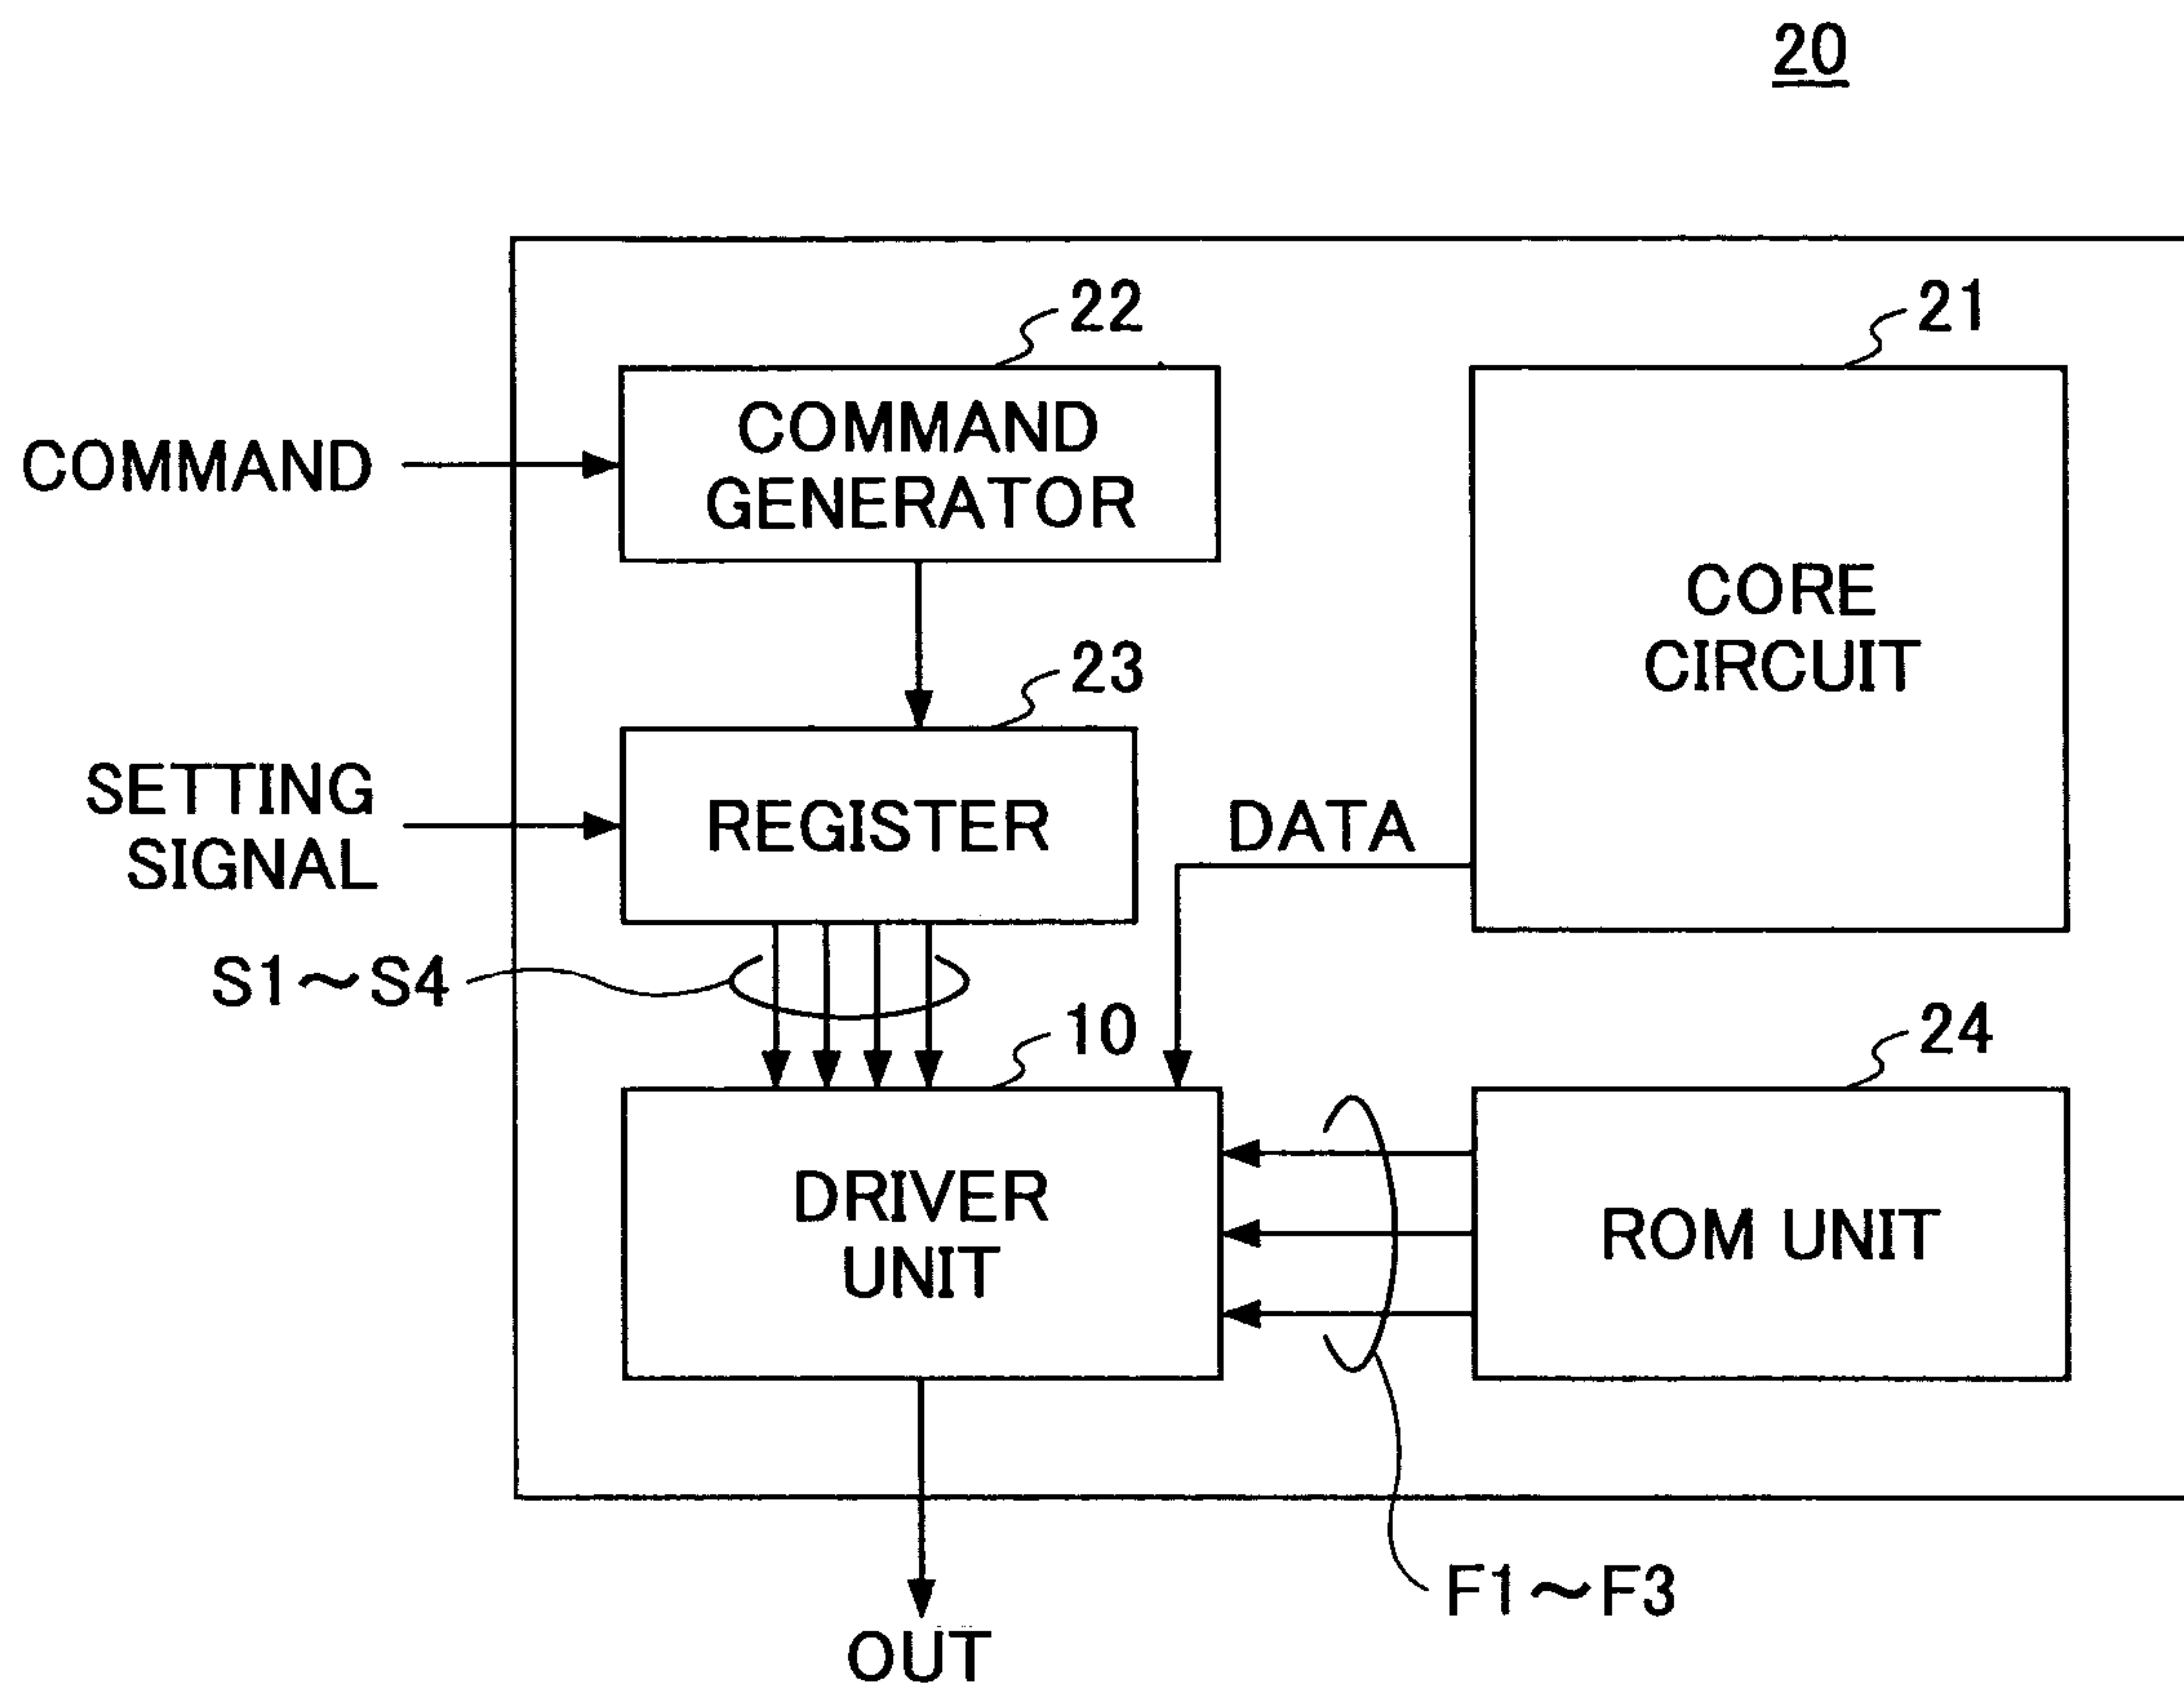 20
22
21
COMMAND
COMMAND
GENERATOR
CORE
CIRCUIT
23
SETTING
SIGNAL
REGISTER
DATA
S1～S4
10
24
DRIVER
UNIT
ROM UNIT
F1～F3
OUT